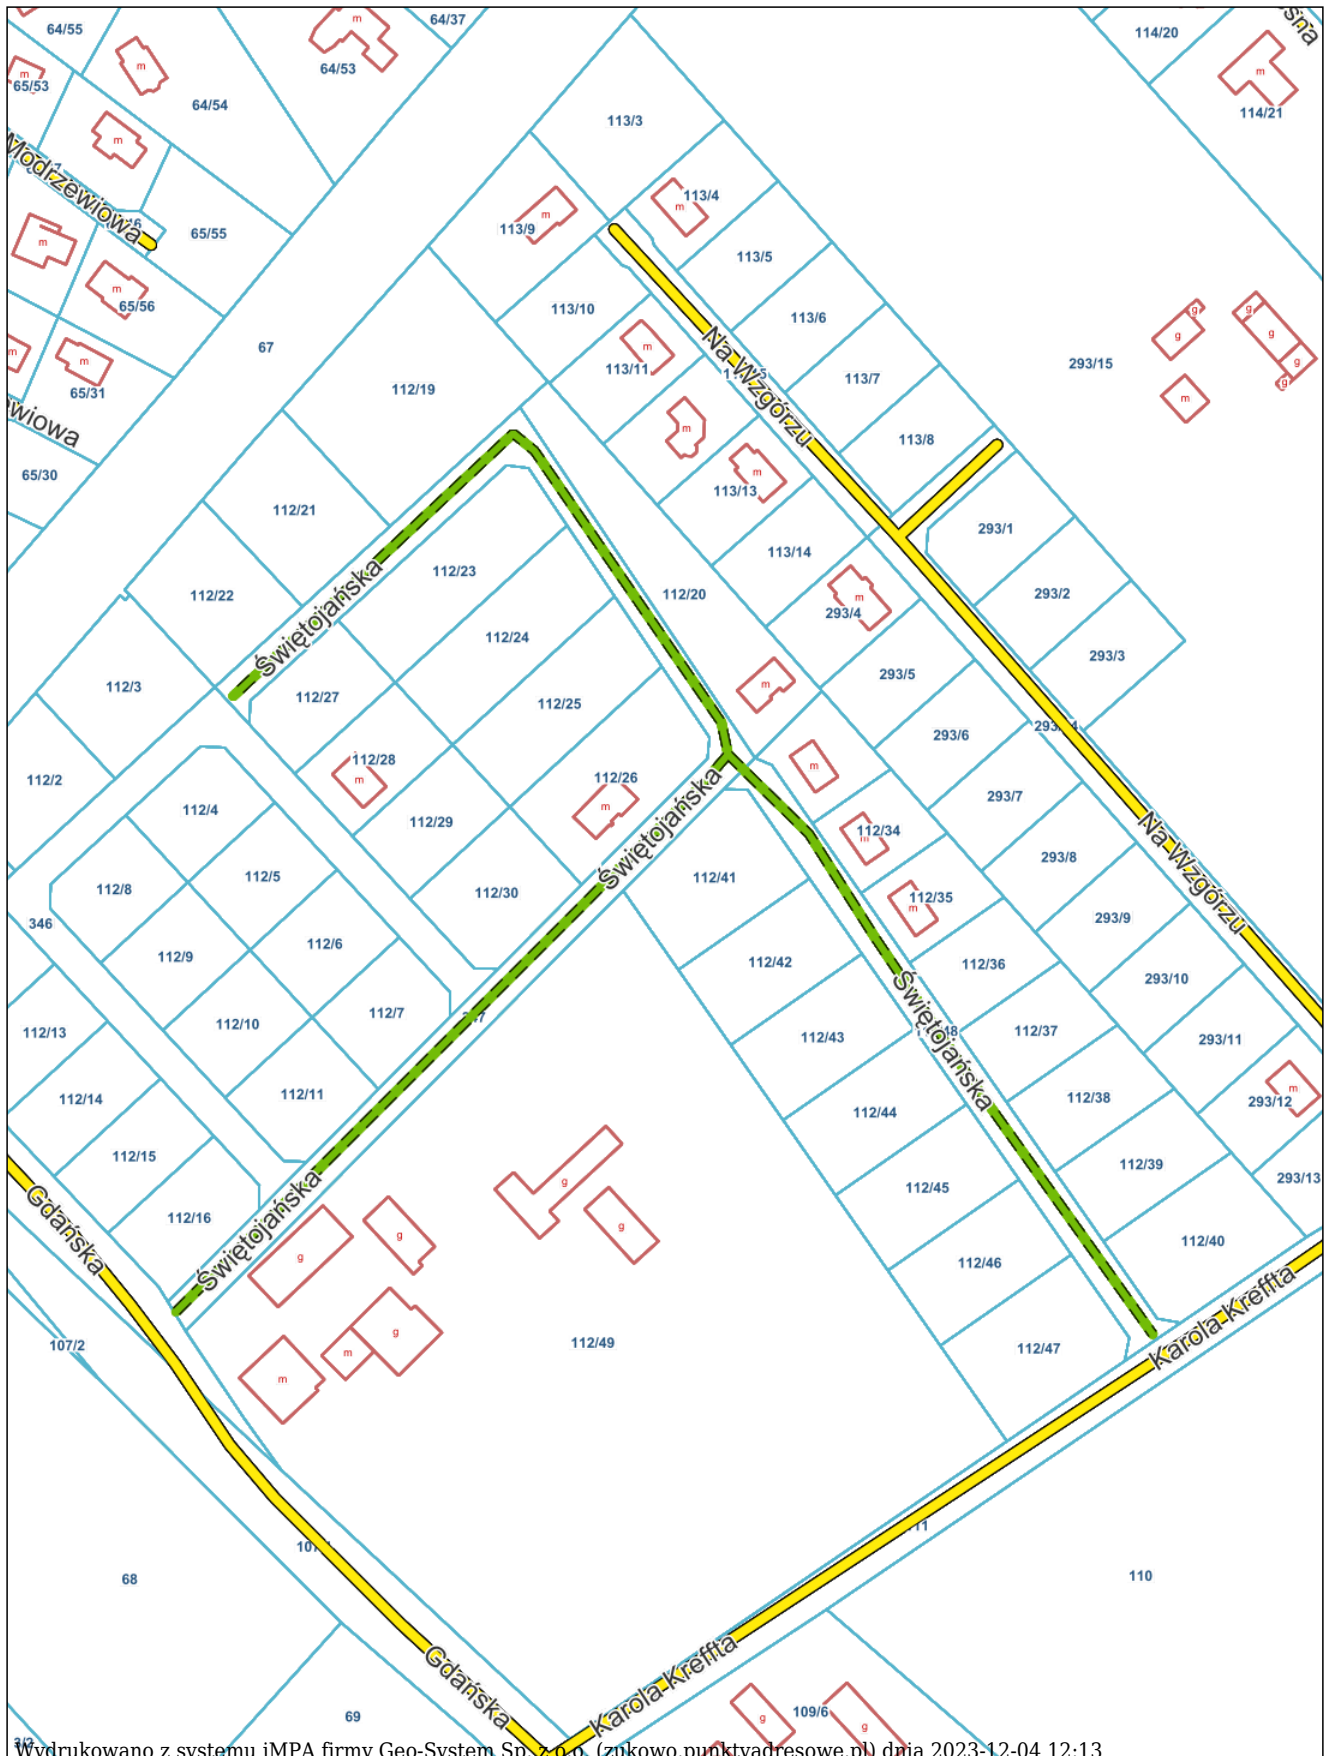 64/55
64/37
114/20
m
m
64/53
m
65/53
64/54
m
114/21
113/3
m
Modrzewiowa
113/4
m
65/55
m
113/9
m
113/5
m
65/56
113/10
113/6
g
g
g
g
293/15
67
Na Wzgórzu
m
m
m
65/31
113/11
113/7
g
g
112/19
m
wiowa
m
113/8
65/30
m
113/13
112/21
293/1
113/14
112/23
112/22
112/20
293/2
m
293/4
Świętojańska
112/24
293/3
112/3
112/27
m
293/5
112/25
293/6
112/28
m
m
112/2
112/26
m
293/7
112/4
Świętojańska
112/29
112/34
m
293/8
Na Wzgórzu
112/5
112/41
112/8
112/30
112/35
m
293/9
346
112/6
112/9
112/42
112/36
293/10
112/7
112/10
112/13
112/43
Świętojańska
112/37
293/11
112/11
112/14
112/44
112/38
m
293/12
112/15
112/39
g
112/45
293/13
112/16
Świętojańska
g
g
g
Gdańska
112/46
112/40
Karola Kreffta
107/2
g
m
m
112/49
112/47
68
110
Gdańska
Karola Kreffta
69
109/6
g
g
Wydrukowano z systemu iMPA firmy Geo-System Sp. z o.o. (zukowo.punktyadresowe.pl) dnia 2023-12-04 12:13